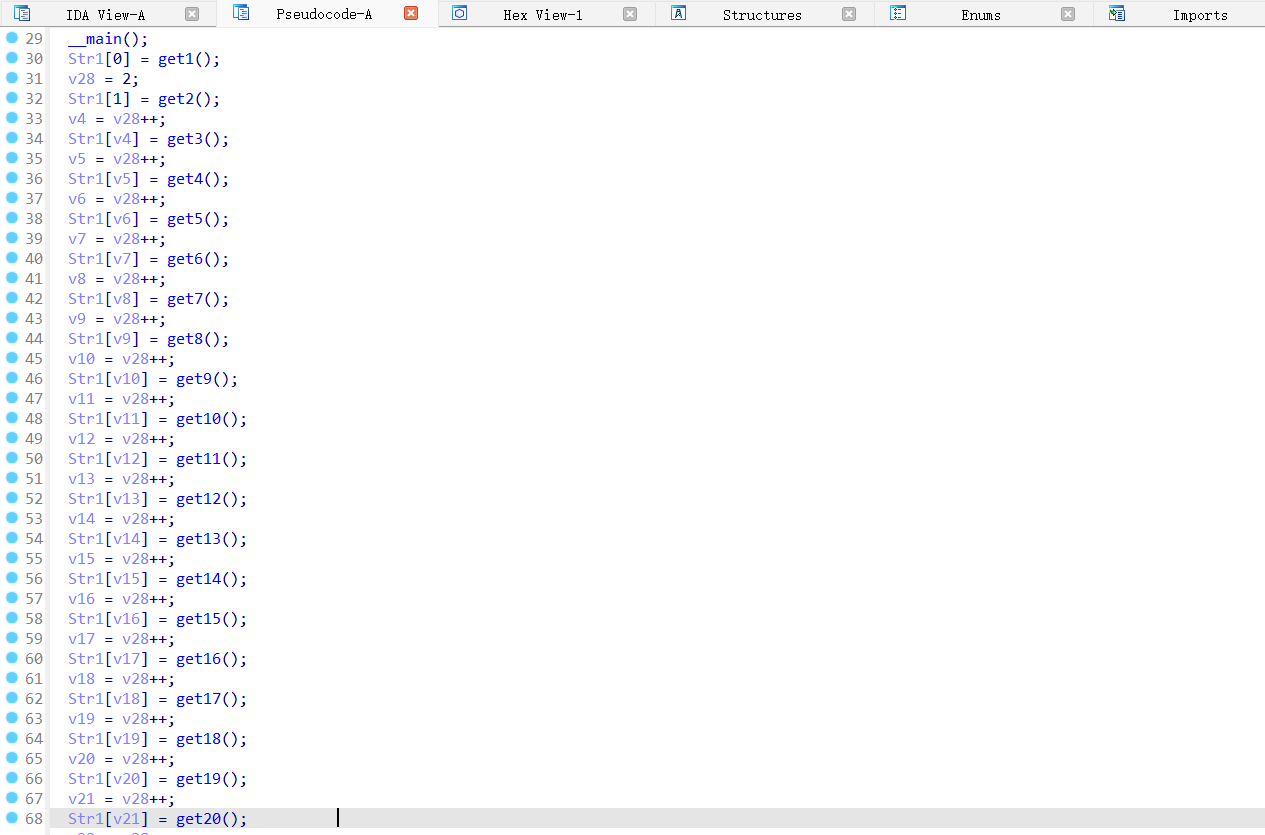 IDA View-A Pseudocode-A Hex View-1 Structures Enums Imports
29 __main();
30 Str1[0] = get1();
31 v28 = 2;
32 Str1[1] = get2();
33 v4 = v28++;
34 Str1[v4] = get3();
35 v5 = v28++;
36 Str1[v5] = get4();
37 v6 = v28++;
38 Str1[v6] = get5();
39 v7 = v28++;
40 Str1[v7] = get6();
41 v8 = v28++;
42 Str1[v8] = get7();
43 v9 = v28++;
44 Str1[v9] = get8();
45 v10 = v28++;
46 Str1[v10] = get9();
47 v11 = v28++;
48 Str1[v11] = get10();
49 v12 = v28++;
50 Str1[v12] = get11();
51 v13 = v28++;
52 Str1[v13] = get12();
53 v14 = v28++;
54 Str1[v14] = get13();
55 v15 = v28++;
56 Str1[v15] = get14();
57 v16 = v28++;
58 Str1[v16] = get15();
59 v17 = v28++;
60 Str1[v17] = get16();
61 v18 = v28++;
62 Str1[v18] = get17();
63 v19 = v28++;
64 Str1[v19] = get18();
65 v20 = v28++;
66 Str1[v20] = get19();
67 v21 = v28++;
68 Str1[v21] = get20();